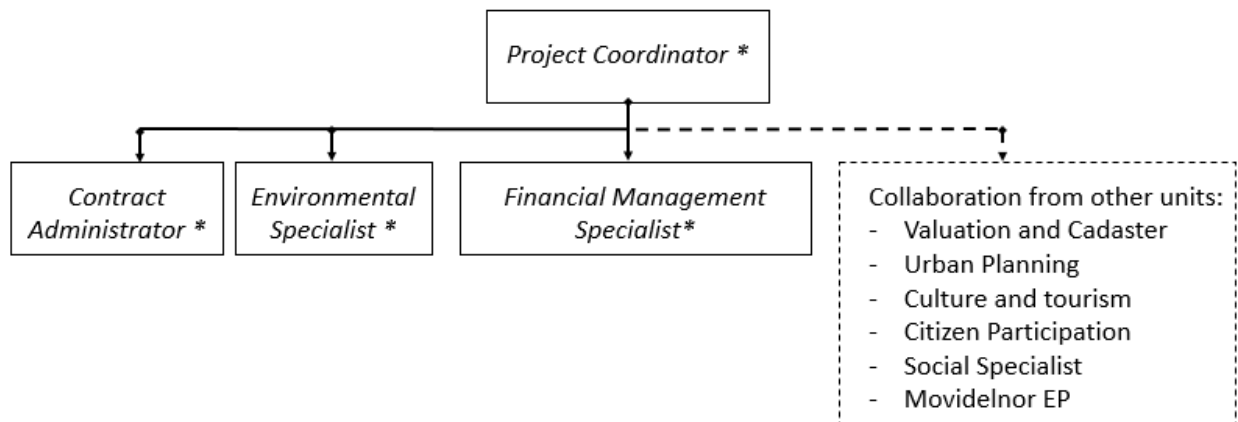 Project Coordinator *
Contract
Administrator *
Environmental
Specialist *
Financial Management
Specialist*
Collaboration from other units:
- Valuation and Cadaster
- Urban Planning
- Culture and tourism
- Citizen Participation
- Social Specialist
- Movidelnor EP